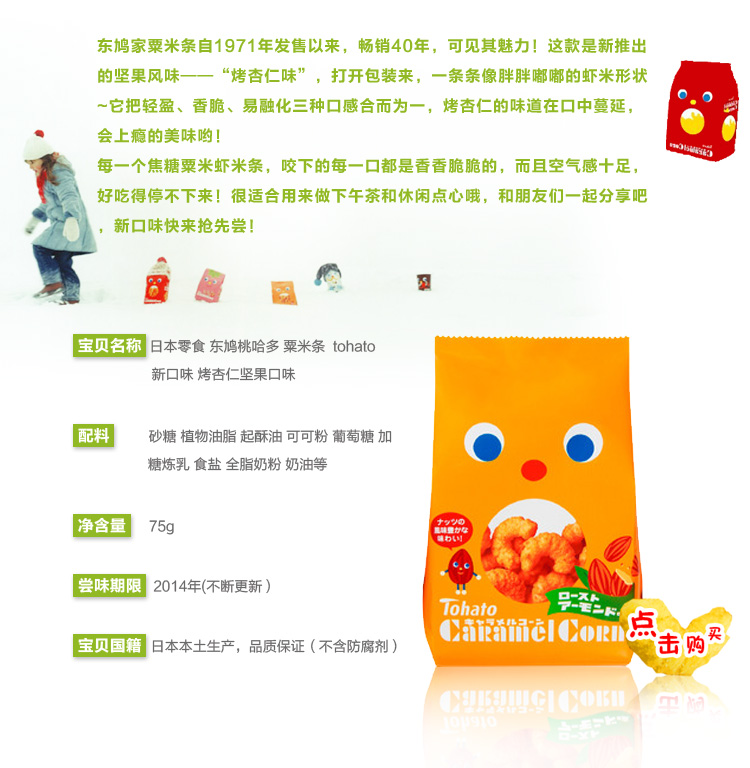 东鸠家粟米条自1971年发售以来，畅销40年，可见其魅力！这款是新推出
的坚果风味——“烤杏仁味”，打开包装来，一条条像胖胖嘟嘟的虾米形状
~它把轻盈、香脆、易融化三种口感合而为一，烤杏仁的味道在口中蔓延，
会上瘾的美味哟！
每一个焦糖粟米虾米条，咬下的每一口都是香香脆脆的，而且空气感十足，
好吃得停不下来！很适合用来做下午茶和休闲点心哦，和朋友们一起分享吧
，新口味快来抢先尝！
宝贝名称 日本零食 东鸠桃哈多 粟米条 tohato
新口味 烤杏仁坚果口味
配料 砂糖 植物油脂 起酥油 可可粉 葡萄糖 加
糖炼乳 食盐 全脂奶粉 奶油等
净含量 75g
尝味期限 2014年(不断更新）
宝贝国籍 日本本土生产，品质保证（不含防腐剂）
ナッツの
風味豊かな
味わい！
ロースト
アーモンド
Tohato
キャラメルコーン
Caramel Corn
点击购买